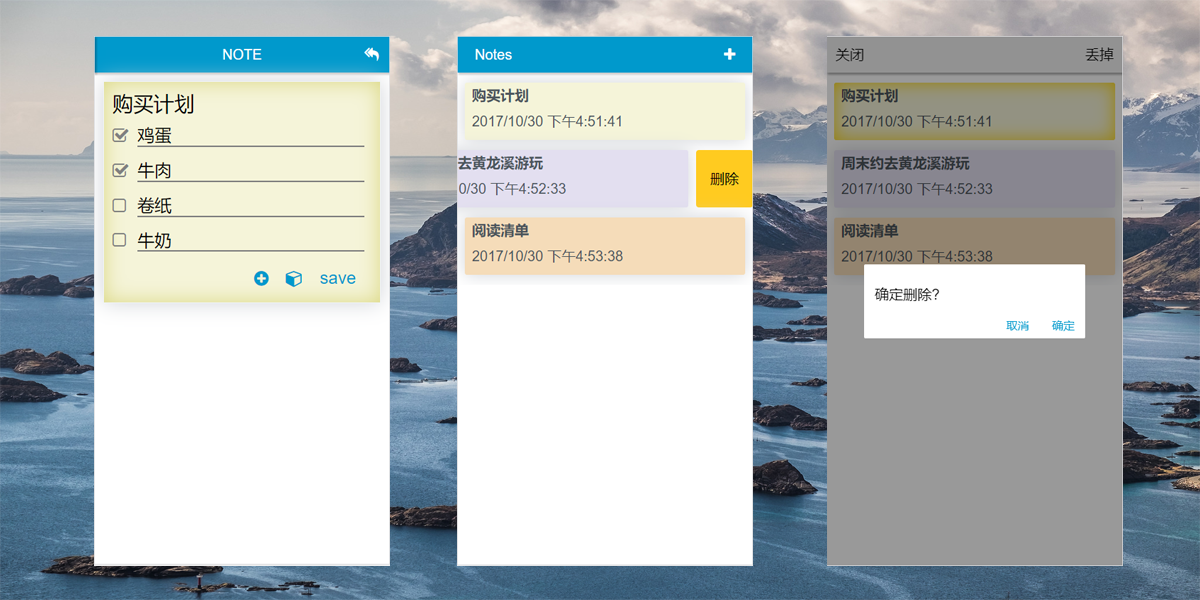 NOTE
购买计划
鸡蛋
牛肉
卷纸
牛奶
save
Notes
购买计划
2017/10/30 下午4:51:41
去黄龙溪游玩
0/30 下午4:52:33
删除
阅读清单
2017/10/30 下午4:53:38
关闭
丢掉
购买计划
2017/10/30 下午4:51:41
周末约去黄龙溪游玩
2017/10/30 下午4:52:33
阅读清单
2017/10/30 下午4:53:38
确定删除?
取消
确定